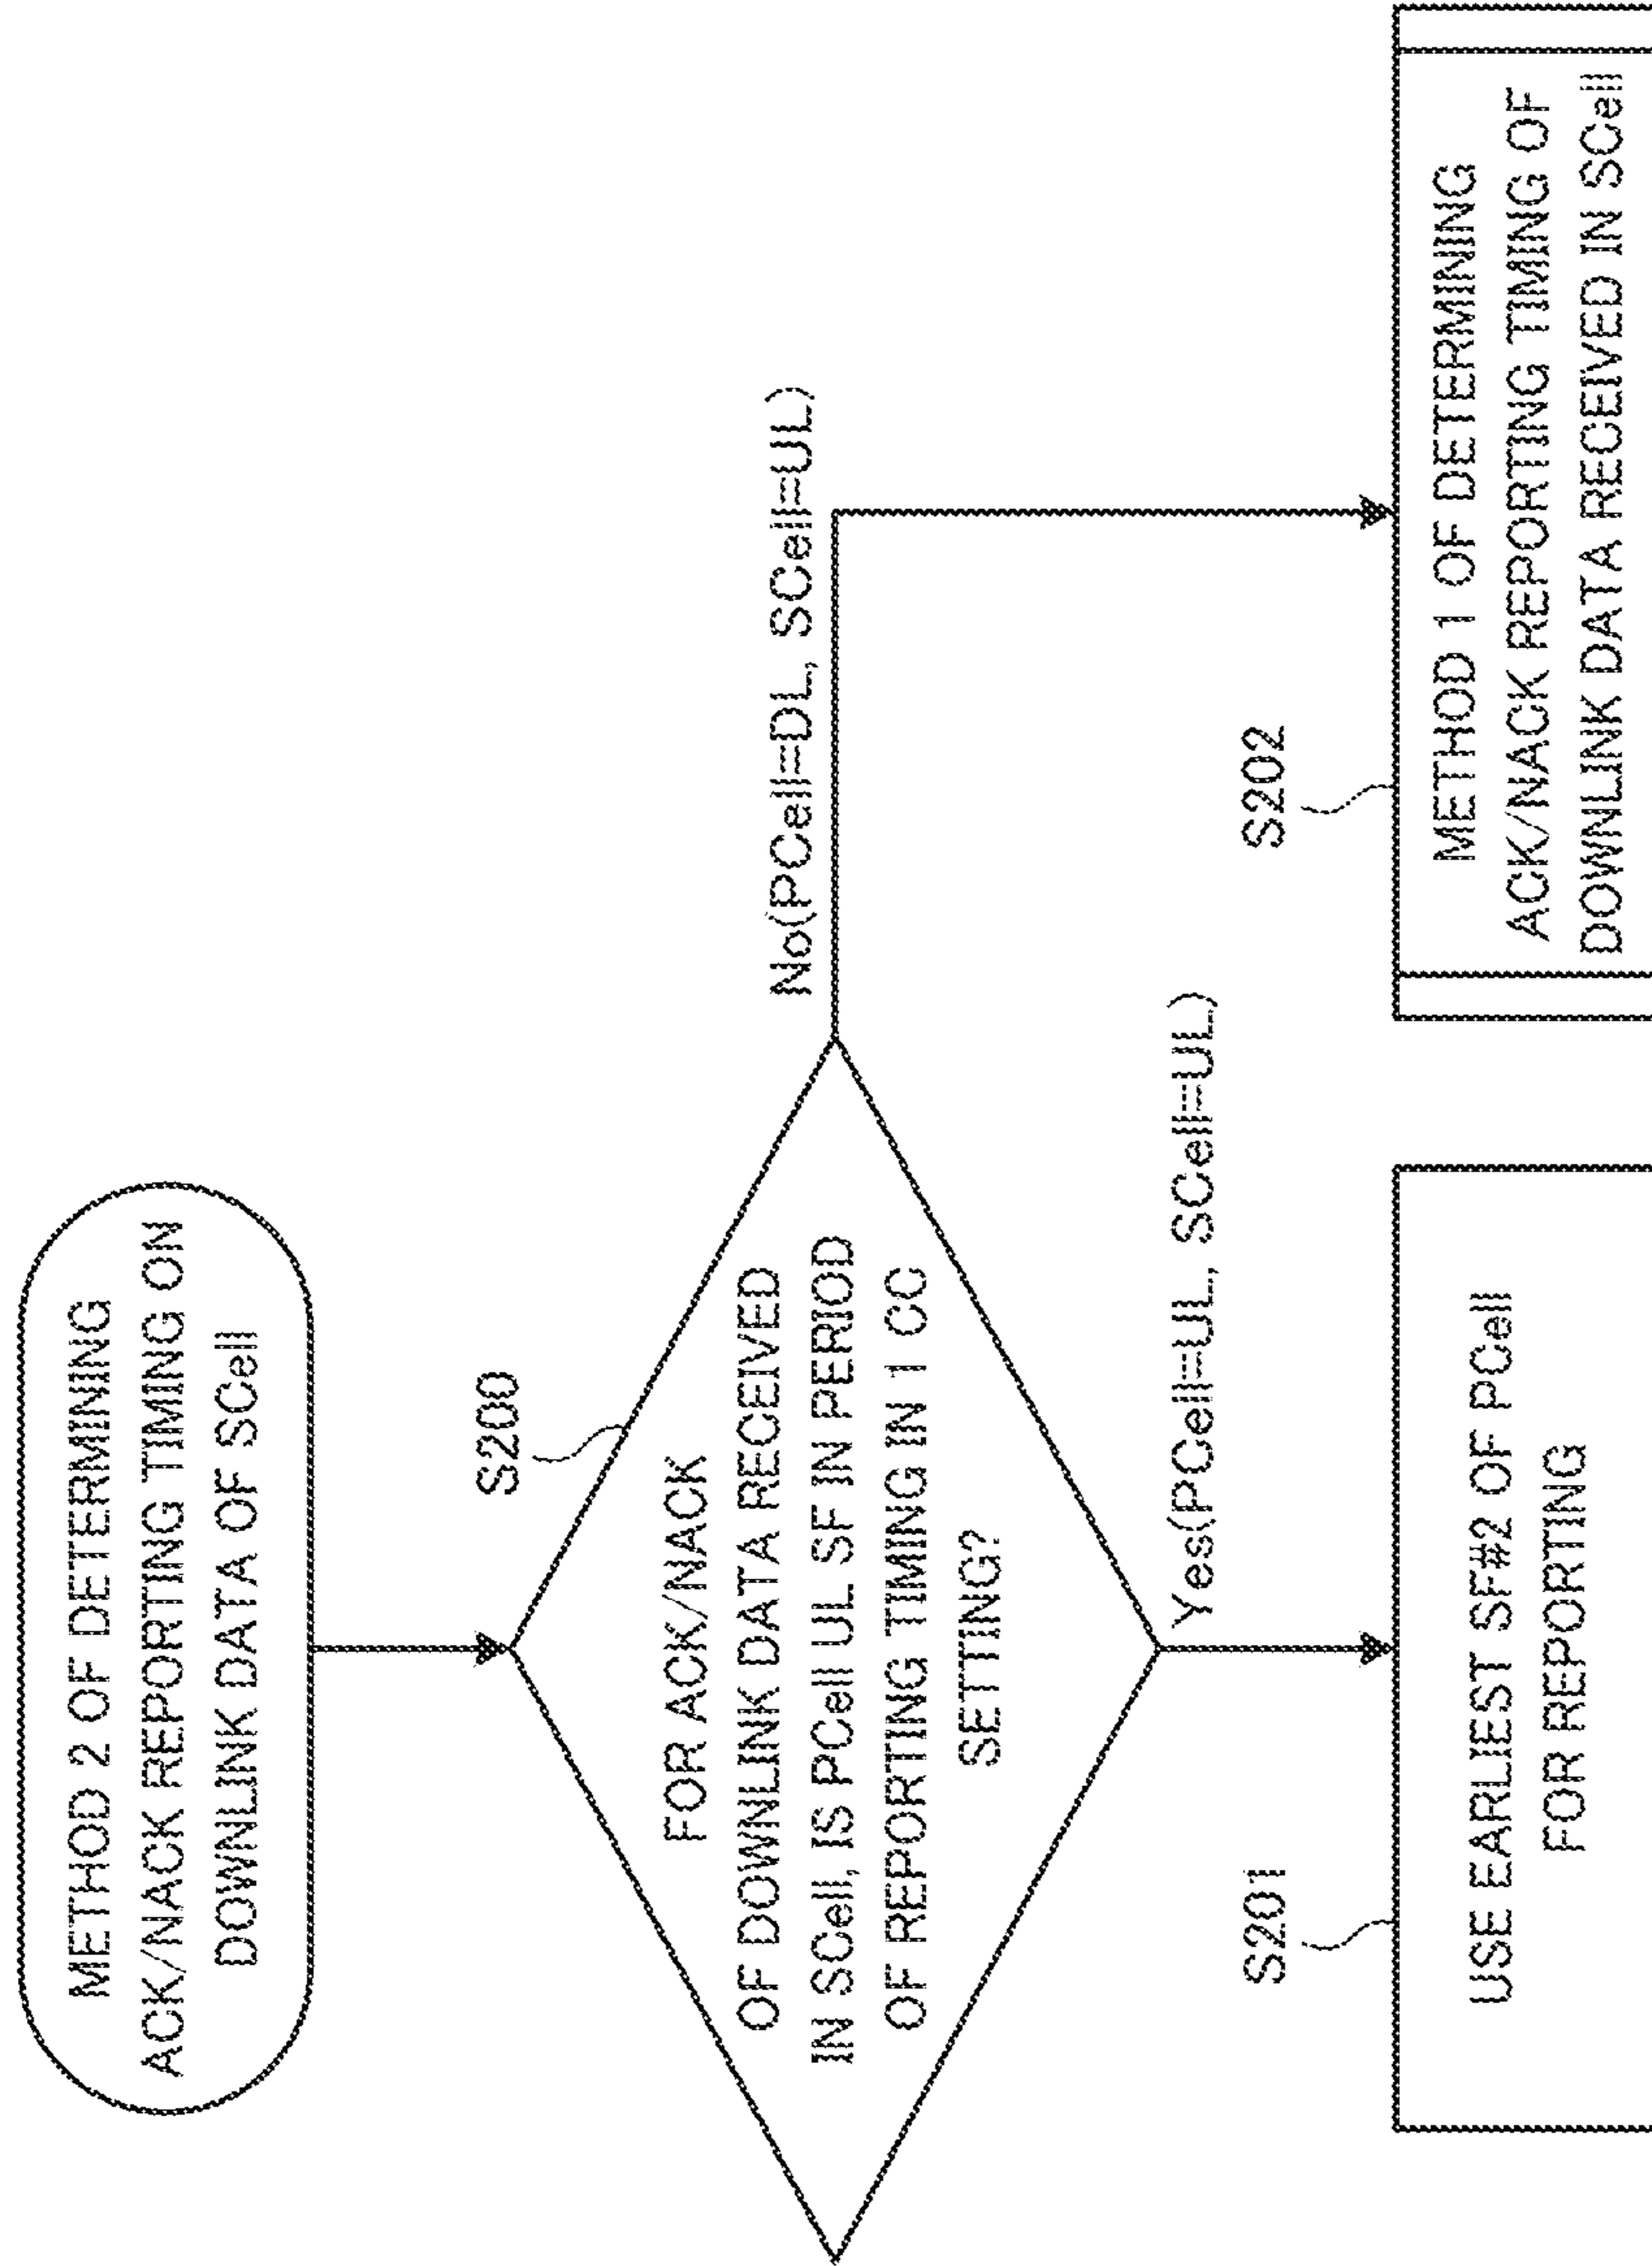 METHOD 2 OF DETERMINING
ACK/NACK REPORTING TIMING ON
DOWNLINK DATA OF SCell
S200
FOR ACK/NACK
OF DOWNLINK DATA RECEIVED
IN SCell, IS PCell UL SF IN PERIOD
OF REPORTING TIMING IN 1 CC
SETTING?
No(PCell=DL, SCell=UL)
Yes(PCell=UL, SCell=UL)
S201
USE EARLIEST SF#2 OF PCell
FOR REPORTING
S202
METHOD 1 OF DETERMINING
ACK/NACK REPORTING TIMING OF
DOWNLINK DATA RECEIVED IN SCell